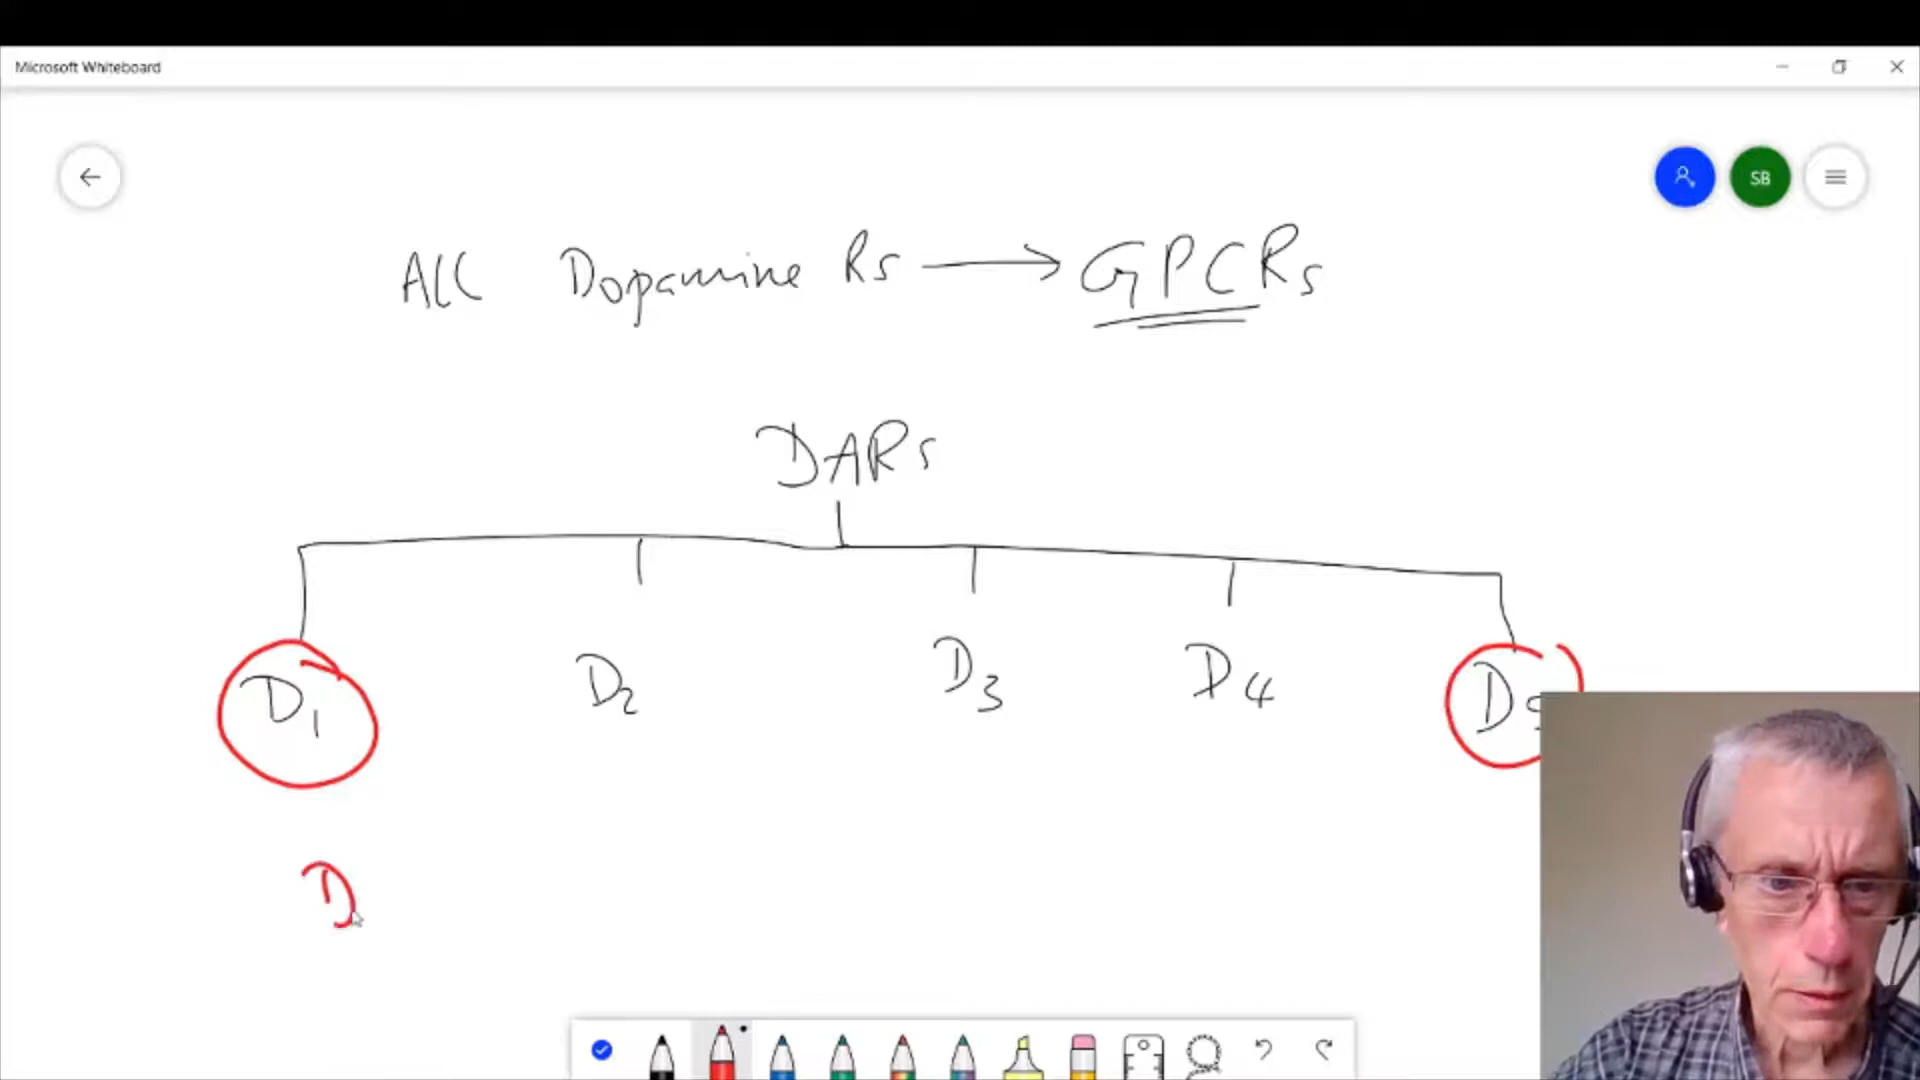 Microsoft Whiteboard
SB
All Dopamine Rs → GPCRs
DARs
D1 D2 D3 D4 D5
D